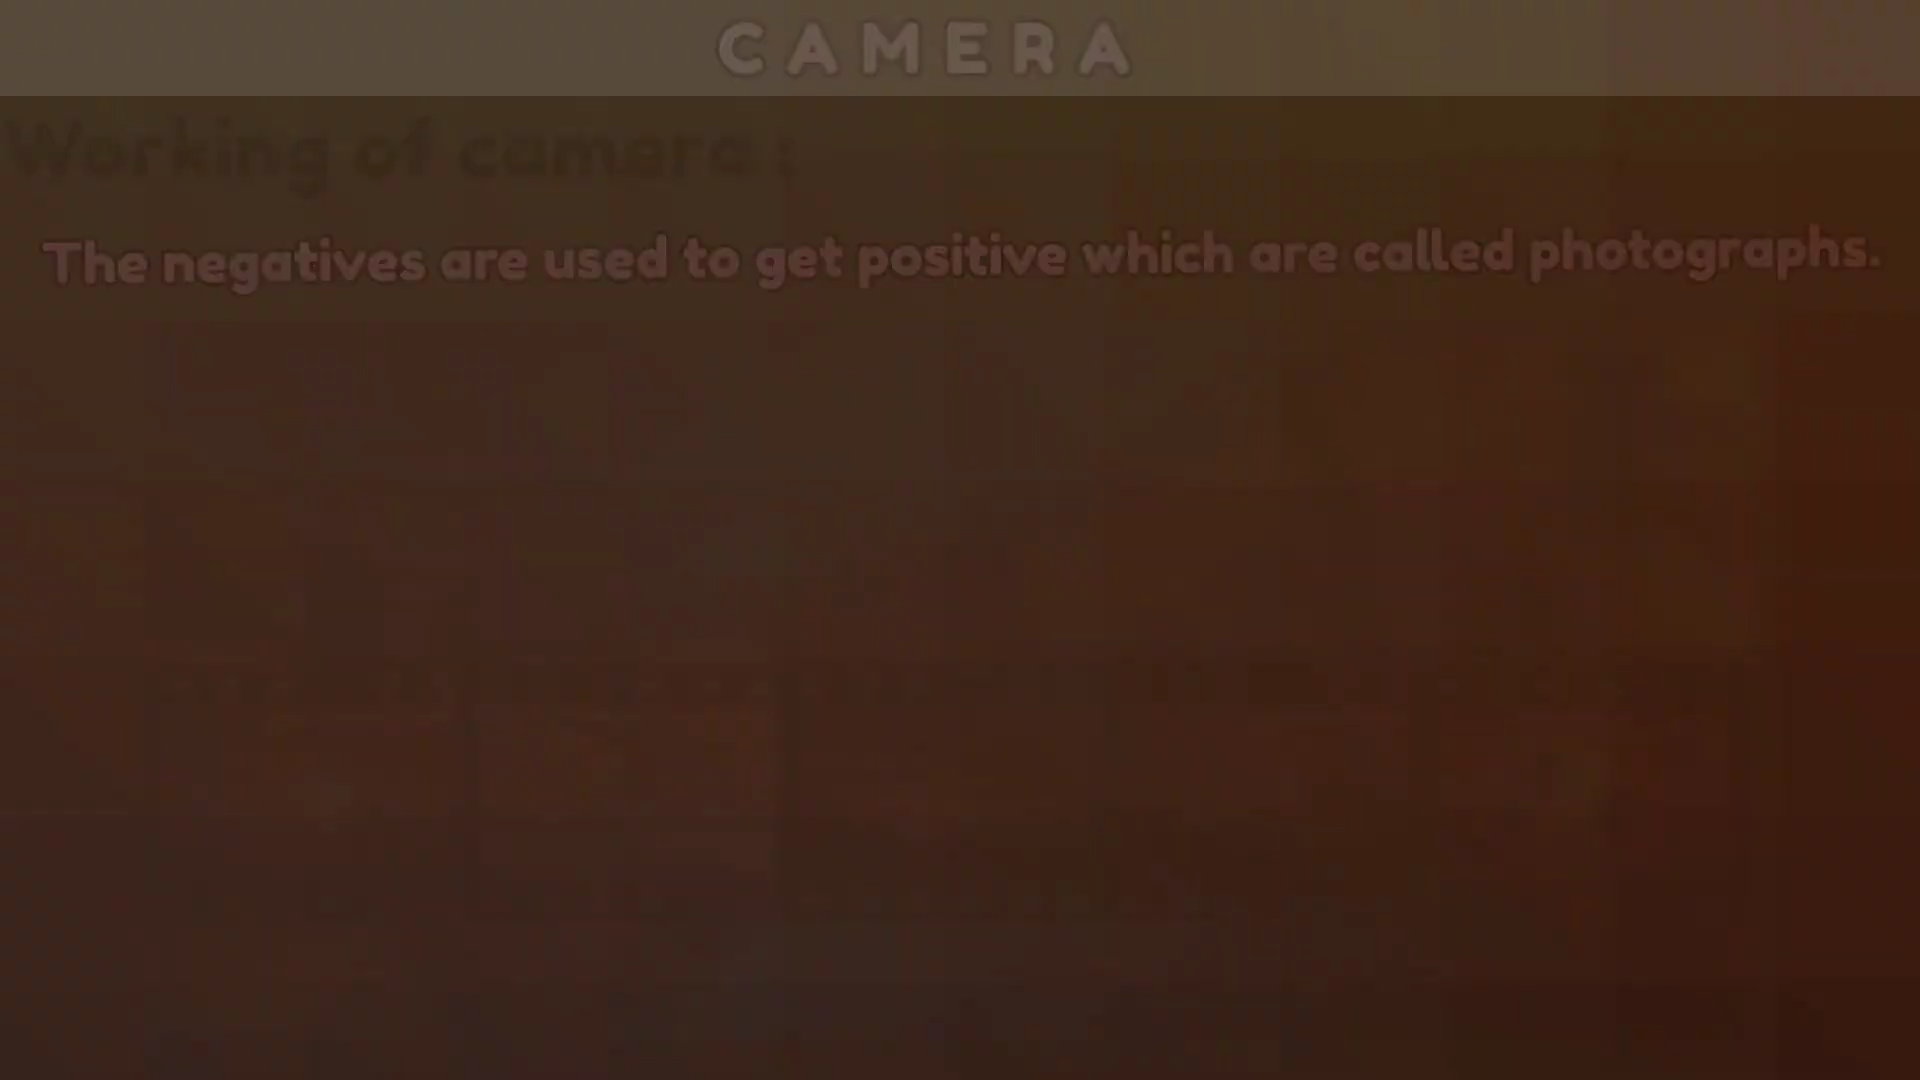 CAMERA
Working of camera :
The negatives are used to get positive which are called photographs.